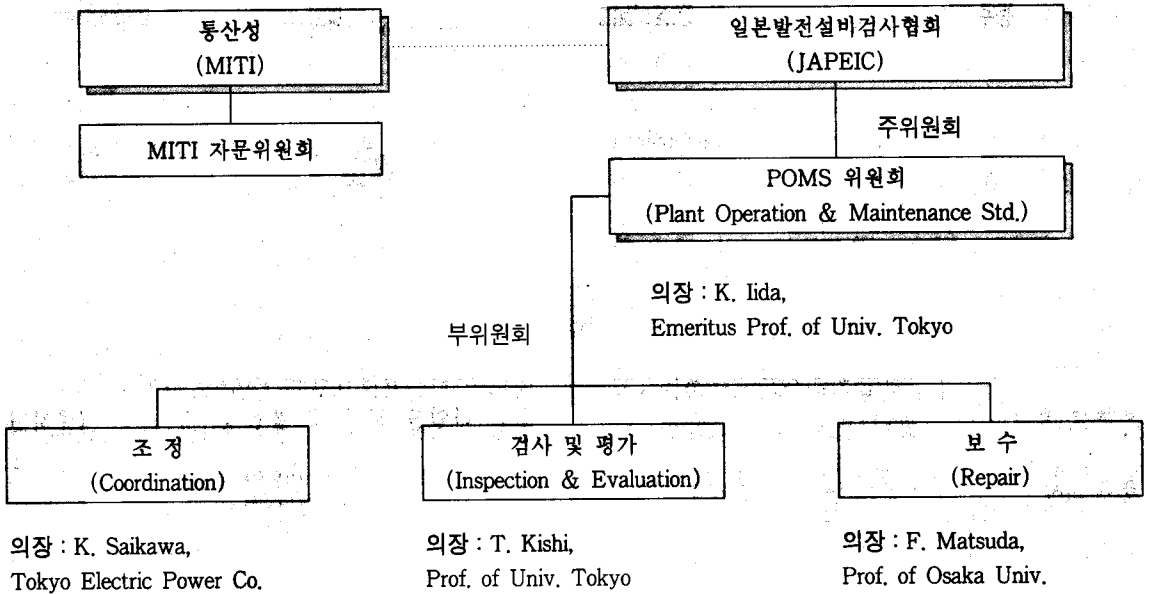 통산성
(MITI)
일본발전설비검사협회
(JAPEIC)
MITI 자문위원회
주위원회
POMS 위원회
(Plant Operation & Maintenance Std.)
의장 : K. Iida,
Emeritus Prof. of Univ. Tokyo
부위원회
조 정
(Coordination)
검사 및 평가
(Inspection & Evaluation)
보 수
(Repair)
의장 : K. Saikawa,
Tokyo Electric Power Co.
의장 : T. Kishi,
Prof. of Univ. Tokyo
의장 : F. Matsuda,
Prof. of Osaka Univ.